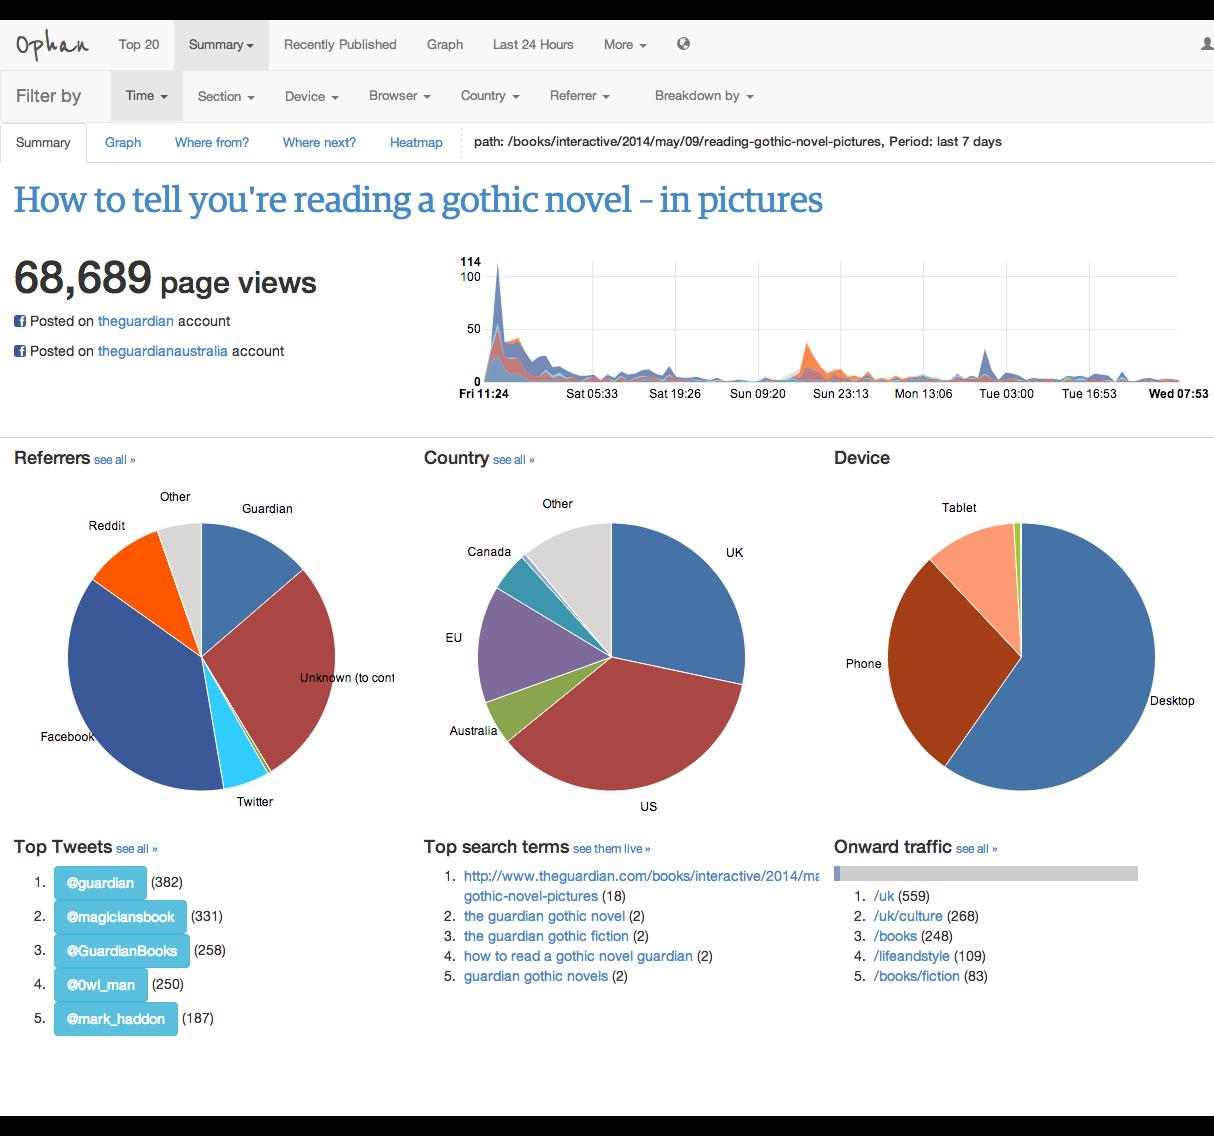 Ophan Top 20 Summary Recently Published Graph Last 24 Hours More
Filter by Time Section Device Browser Country Referrer Breakdown by
Summary Graph Where from? Where next? Heatmap path: /books/interactive/2014/may/09/reading-gothic-novel-pictures, Period: last 7 days
How to tell you're reading a gothic novel – in pictures
68,689 page views
Posted on theguardian account
Posted on theguardianaustralia account
114
100
50
0
Fri 11:24 Sat 05:33 Sat 19:26 Sun 09:20 Sun 23:13 Mon 13:06 Tue 03:00 Tue 16:53 Wed 07:53
Referrers see all »
Other
Guardian
Reddit
Unknown (to cont
Facebook
Twitter
Country see all »
Other
Canada
UK
EU
Australia
US
Device
Tablet
Phone
Desktop
Top Tweets see all »
1. @guardian (382)
2. @magiciansbook (331)
3. @GuardianBooks (258)
4. @0wl_man (250)
5. @mark_haddon (187)
Top search terms see them live »
1. http://www.theguardian.com/books/interactive/2014/ma
gothic-novel-pictures (18)
2. the guardian gothic novel (2)
3. the guardian gothic fiction (2)
4. how to read a gothic novel guardian (2)
5. guardian gothic novels (2)
Onward traffic see all »
1. /uk (559)
2. /uk/culture (268)
3. /books (248)
4. /lifeandstyle (109)
5. /books/fiction (83)